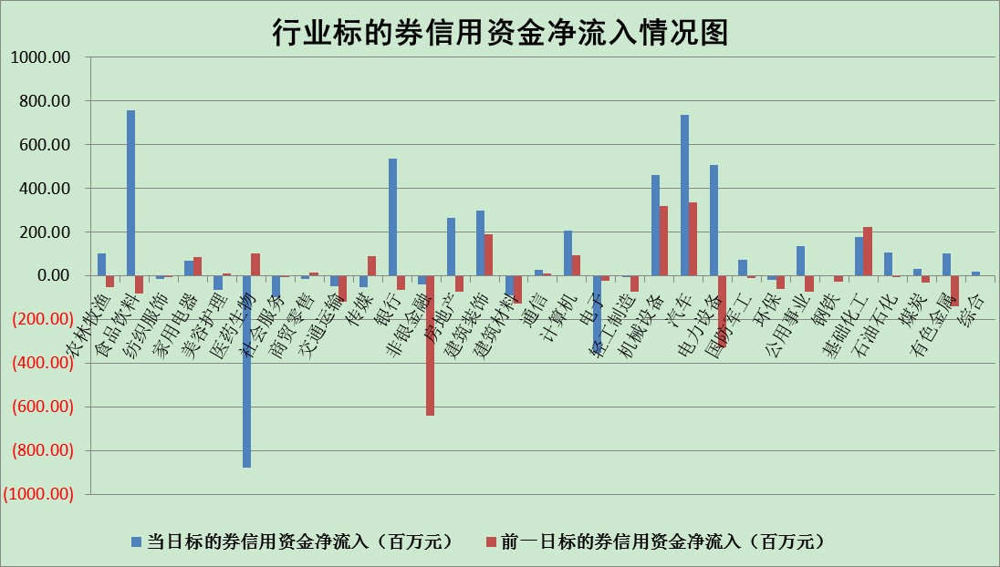 行业标的券信用资金净流入情况图
1000.00
800.00
600.00
400.00
200.00
0.00
(200.00)
(400.00)
(600.00)
(800.00)
(1000.00)
农林牧渔
食品饮料
纺织服饰
家用电器
美容护理
医药生物
社会服务
商贸零售
交通运输
传媒
银行
非银金融
房地产
建筑装饰
建筑材料
通信
计算机
电子
轻工制造
机械设备
汽车
电力设备
国防军工
环保
公用事业
钢铁
基础化工
石油石化
煤炭
有色金属
综合
当日标的券信用资金净流入（百万元）
前一日标的券信用资金净流入（百万元）